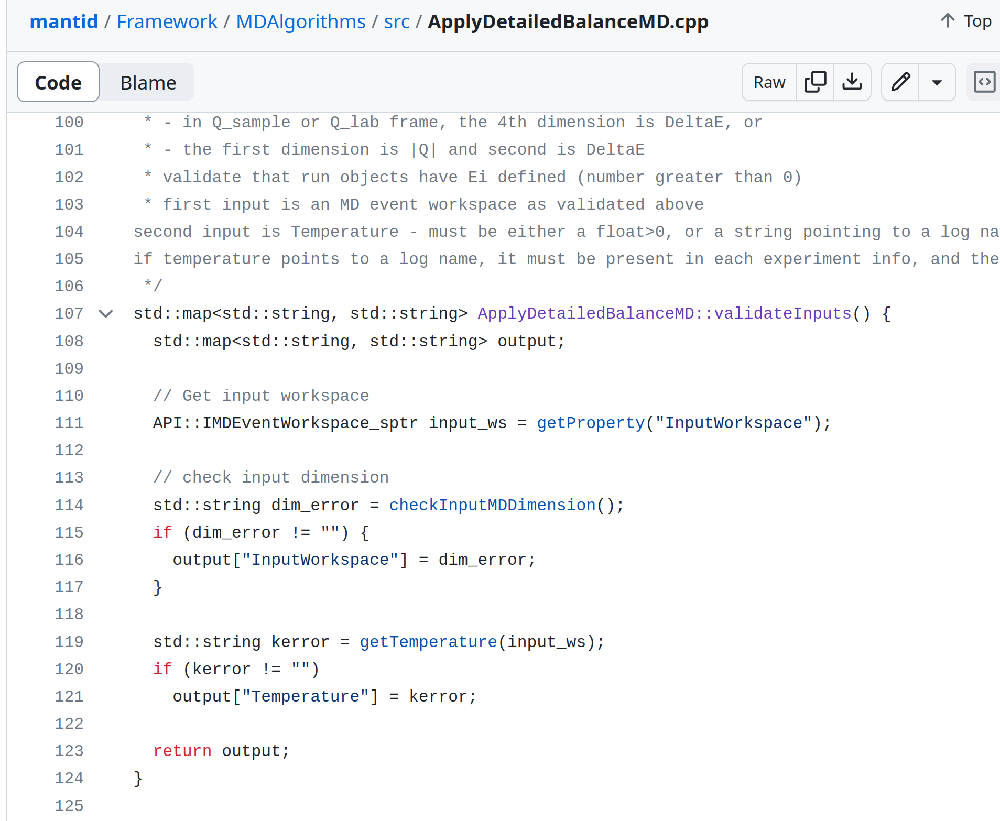 mantid / Framework / MDAlgorithms / src / ApplyDetailedBalanceMD.cpp Top
Code Blame Raw
100 * - in Q_sample or Q_lab frame, the 4th dimension is DeltaE, or
101 * - the first dimension is |Q| and second is DeltaE
102 * validate that run objects have Ei defined (number greater than 0)
103 * first input is an MD event workspace as validated above
104 second input is Temperature - must be either a float>0, or a string pointing to a log na
105 if temperature points to a log name, it must be present in each experiment info, and the
106 */
107 std::map<std::string, std::string> ApplyDetailedBalanceMD::validateInputs() {
108 std::map<std::string, std::string> output;
109
110 // Get input workspace
111 API::IMDEventWorkspace_sptr input_ws = getProperty("InputWorkspace");
112
113 // check input dimension
114 std::string dim_error = checkInputMDDimension();
115 if (dim_error != "") {
116 output["InputWorkspace"] = dim_error;
117 }
118
119 std::string kerror = getTemperature(input_ws);
120 if (kerror != "")
121 output["Temperature"] = kerror;
122
123 return output;
124 }
125